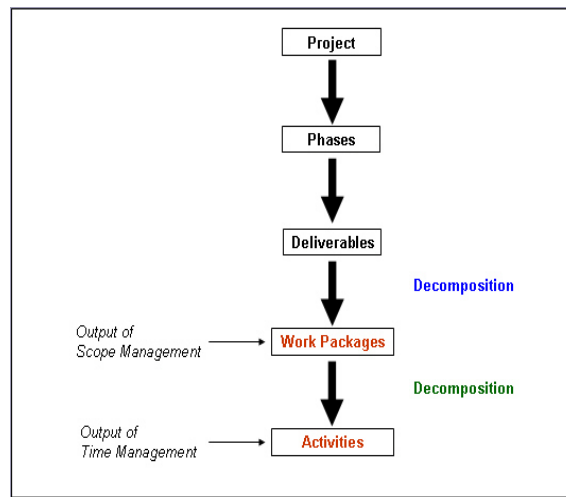 Project
Phases
Deliverables
Decomposition
Output of
Scope Management
Work Packages
Decomposition
Output of
Time Management
Activities